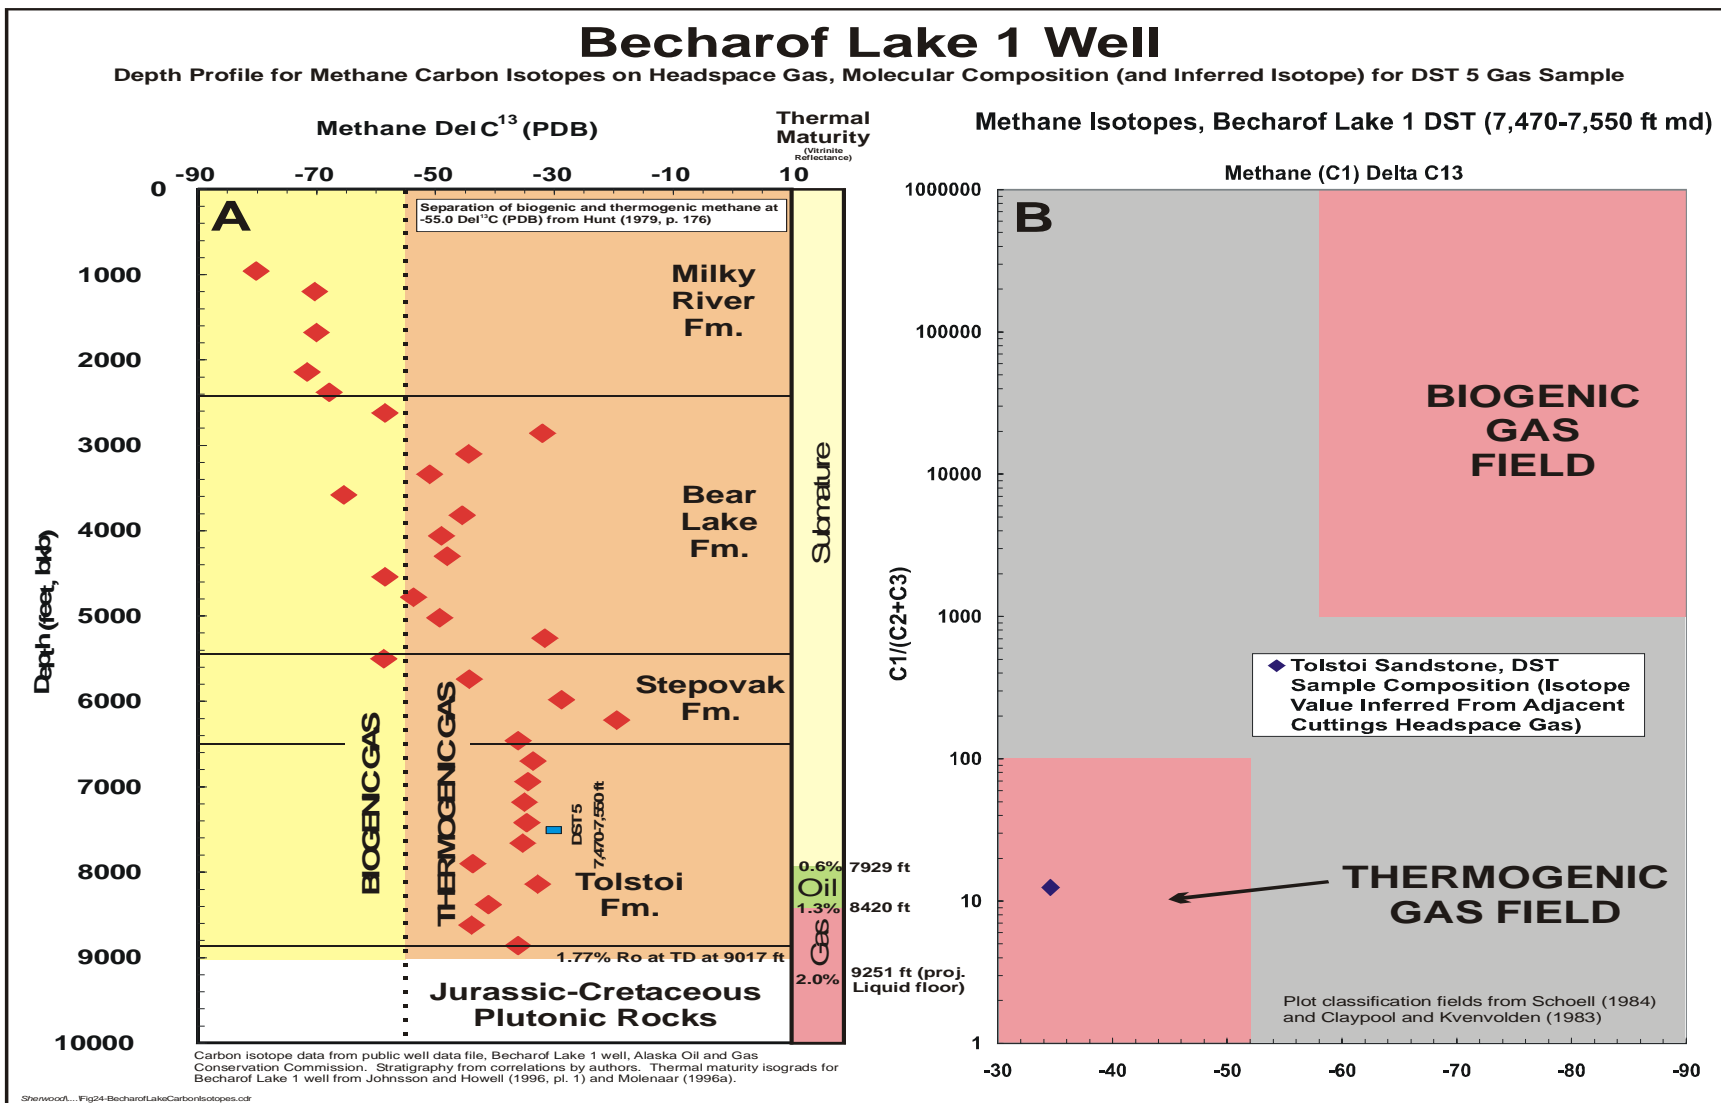 Becharof Lake 1 Well
Depth Profile for Methane Carbon Isotopes on Headspace Gas, Molecular Composition (and Inferred Isotope) for DST 5 Gas Sample
Methane Del C13 (PDB)
Thermal
Maturity
(Vitrinite
Reflectance)
-90 -70 -50 -30 -10 10
0
1000
2000
3000
4000
5000
6000
7000
8000
9000
10000
Depth (feet, bkb)
A
Separation of biogenic and thermogenic methane at
-55.0 Del13C (PDB) from Hunt (1979, p. 176)
Milky
River
Fm.
Bear
Lake
Fm.
Stepovak
Fm.
BIOGENIC GAS
THERMOGENIC GAS
DST 5
7,470-7,550 ft
Tolstoi
Fm.
1.77% Ro at TD at 9017 ft
Jurassic-Cretaceous
Plutonic Rocks
Submature
0.6% 7929 ft
Oil
1.3% 8420 ft
Gas
2.0%
9251 ft (proj.
Liquid floor)
Carbon isotope data from public well data file, Becharof Lake 1 well, Alaska Oil and Gas
Conservation Commission. Stratigraphy from correlations by authors. Thermal maturity isograds for
Becharof Lake 1 well from Johnsson and Howell (1996, pl. 1) and Molenaar (1996a).
Sherwood\....\Fig24-BecharofLakeCarbonIsotopes.cdr
Methane Isotopes, Becharof Lake 1 DST (7,470-7,550 ft md)
Methane (C1) Delta C13
1000000
100000
10000
1000
100
10
1
C1/(C2+C3)
B
BIOGENIC
GAS
FIELD
Tolstoi Sandstone, DST
Sample Composition (Isotope
Value Inferred From Adjacent
Cuttings Headspace Gas)
THERMOGENIC
GAS FIELD
Plot classification fields from Schoell (1984)
and Claypool and Kvenvolden (1983)
-30 -40 -50 -60 -70 -80 -90